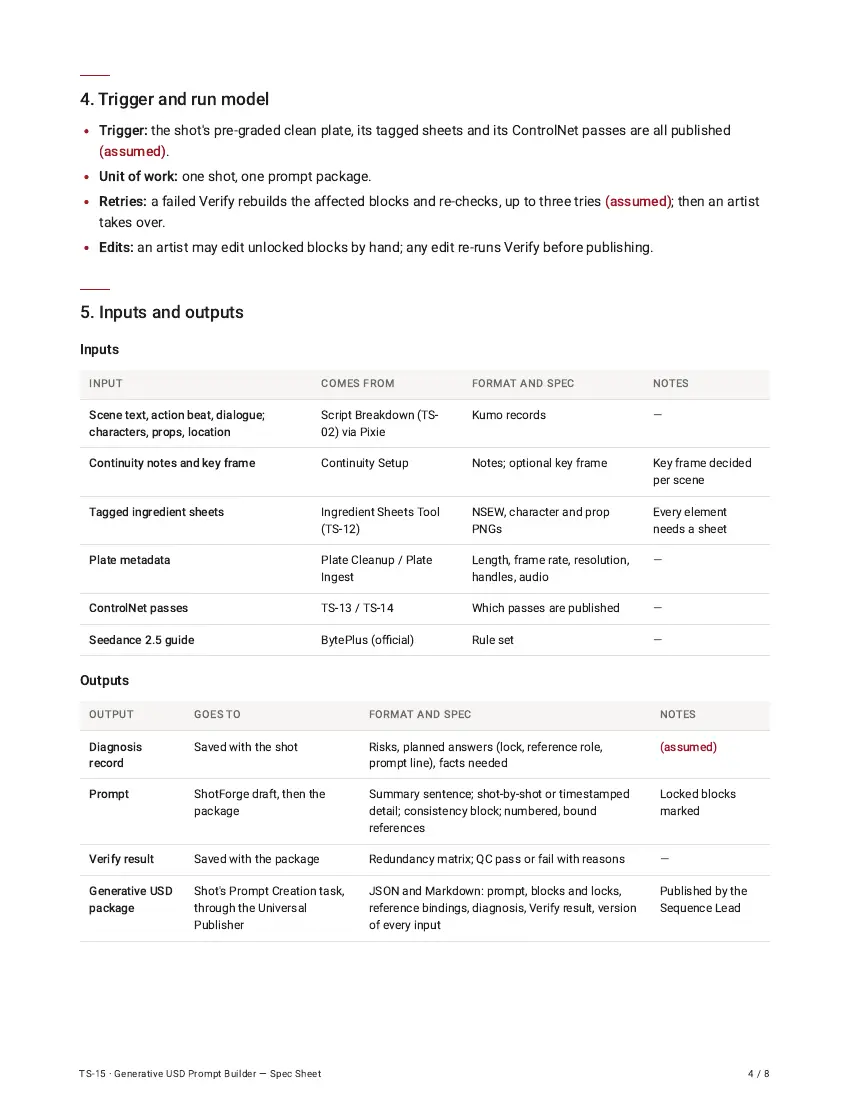 4. Trigger and run model
• Trigger: the shot's pre-graded clean plate, its tagged sheets and its ControlNet passes are all published
(assumed).
• Unit of work: one shot, one prompt package.
• Retries: a failed Verify rebuilds the affected blocks and re-checks, up to three tries (assumed); then an artist
takes over.
• Edits: an artist may edit unlocked blocks by hand; any edit re-runs Verify before publishing.
5. Inputs and outputs
Inputs
INPUT COMES FROM FORMAT AND SPEC NOTES
Scene text, action beat, dialogue; Script Breakdown (TS- Kumo records —
characters, props, location 02) via Pixie
Continuity notes and key frame Continuity Setup Notes; optional key frame Key frame decided
per scene
Tagged ingredient sheets Ingredient Sheets Tool NSEW, character and prop Every element
(TS-12) PNGs needs a sheet
Plate metadata Plate Cleanup / Plate Length, frame rate, resolution, —
Ingest handles, audio
ControlNet passes TS-13 / TS-14 Which passes are published —
Seedance 2.5 guide BytePlus (official) Rule set —
Outputs
OUTPUT GOES TO FORMAT AND SPEC NOTES
Diagnosis Saved with the shot Risks, planned answers (lock, reference role, (assumed)
record prompt line), facts needed
Prompt ShotForge draft, then the Summary sentence; shot-by-shot or timestamped Locked blocks
package detail; consistency block; numbered, bound marked
references
Verify result Saved with the package Redundancy matrix; QC pass or fail with reasons —
Generative USD Shot's Prompt Creation task, JSON and Markdown: prompt, blocks and locks, Published by the
package through the Universal reference bindings, diagnosis, Verify result, version Sequence Lead
Publisher of every input
TS-15 · Generative USD Prompt Builder — Spec Sheet 4 / 8